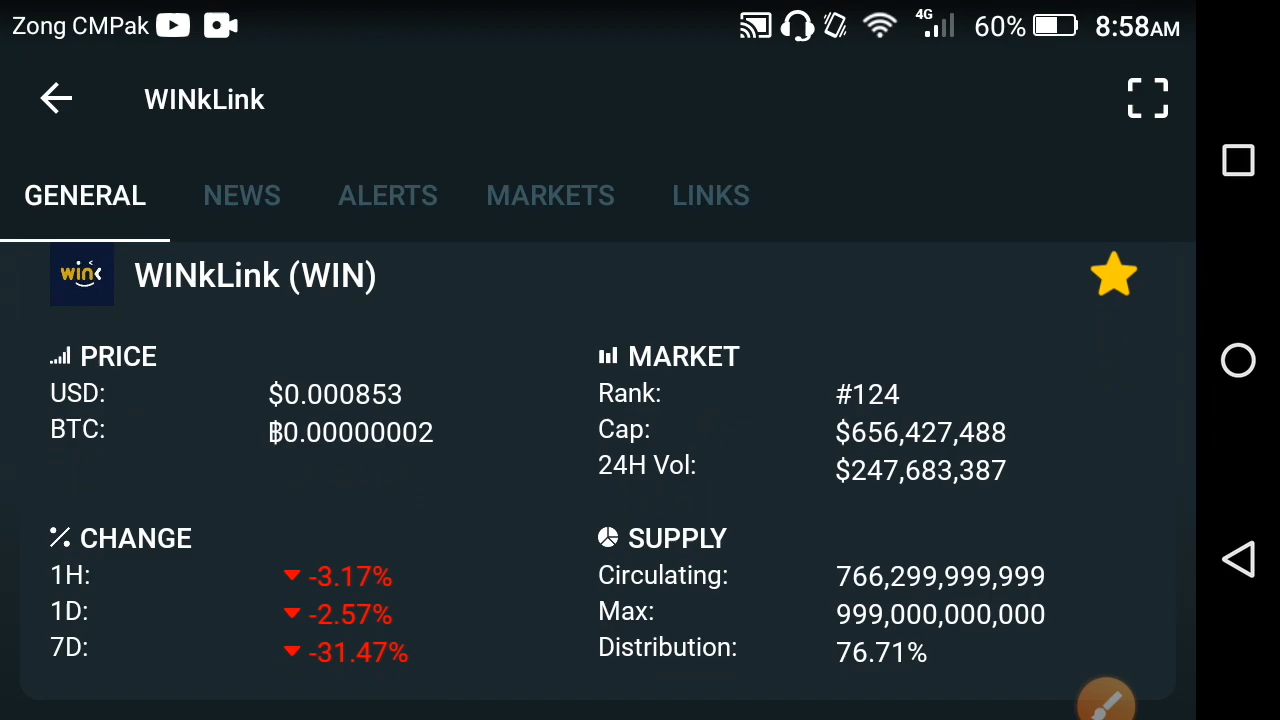 Zong CMPak 4G 60% 8:58AM
WINkLink
GENERAL NEWS ALERTS MARKETS LINKS
wink WINkLink (WIN)
PRICE
USD: $0.000853
BTC: ฿0.00000002
MARKET
Rank: #124
Cap: $656,427,488
24H Vol: $247,683,387
CHANGE
1H: -3.17%
1D: -2.57%
7D: -31.47%
SUPPLY
Circulating: 766,299,999,999
Max: 999,000,000,000
Distribution: 76.71%